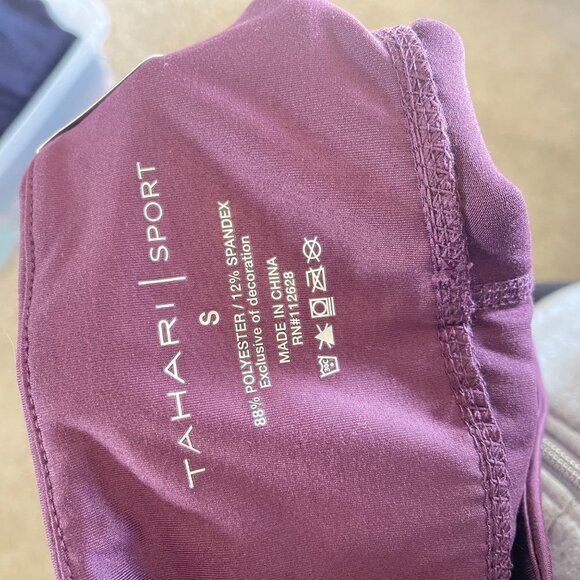 TAHARI | SPORT
S
88% POLYESTER / 12% SPANDEX
Exclusive of decoration
MADE IN CHINA
RN#112628